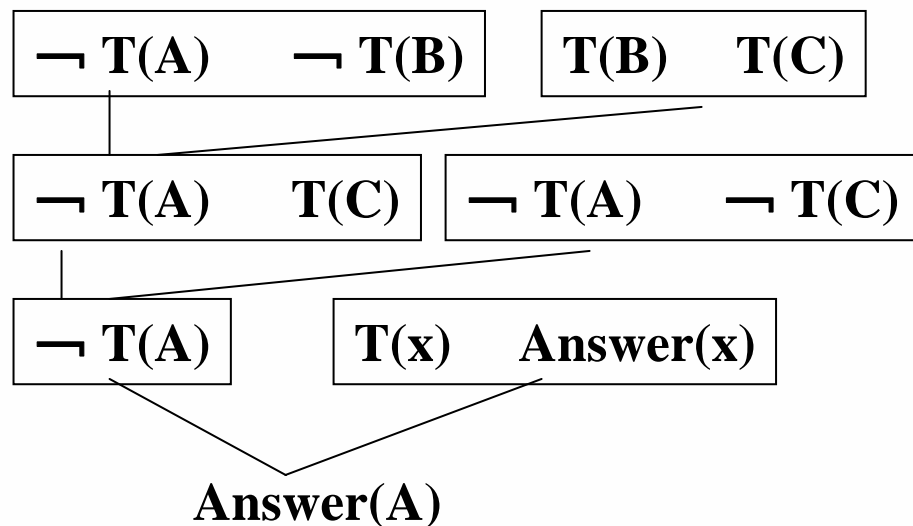 ¬ T(A) ¬ T(B) T(B) T(C)
¬ T(A) T(C) ¬ T(A) ¬ T(C)
¬ T(A) T(x) Answer(x)
Answer(A)